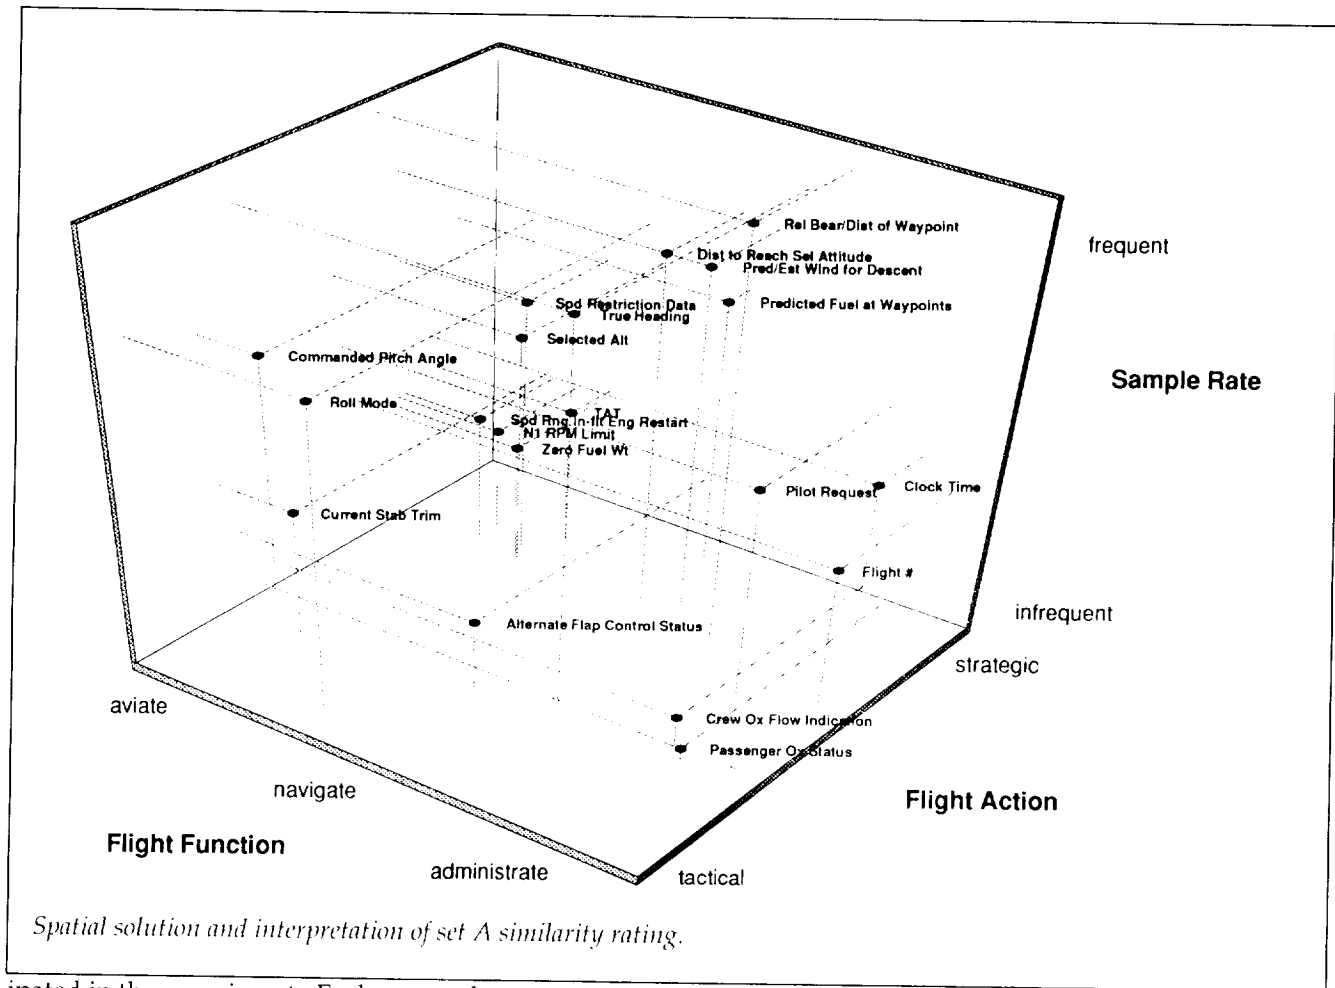 Rel Bear/Dist of Waypoint
frequent
Dist to Reach Sel Attitude
Pred/Est Wind for Descent
Spd Restriction Data
Predicted Fuel at Waypoints
True Heading
Selected Alt
Commanded Pitch Angle
Sample Rate
Roll Mode
TAT
Spd Rng In-flt Eng Restart
N1 RPM Limit
Zero Fuel Wt
Pilot Request
Clock Time
Current Stab Trim
Flight #
infrequent
Alternate Flap Control Status
strategic
aviate
Crew Ox Flow Indication
Passenger Ox Status
navigate
Flight Action
Flight Function
administrate
tactical
Spatial solution and interpretation of set A similarity rating.